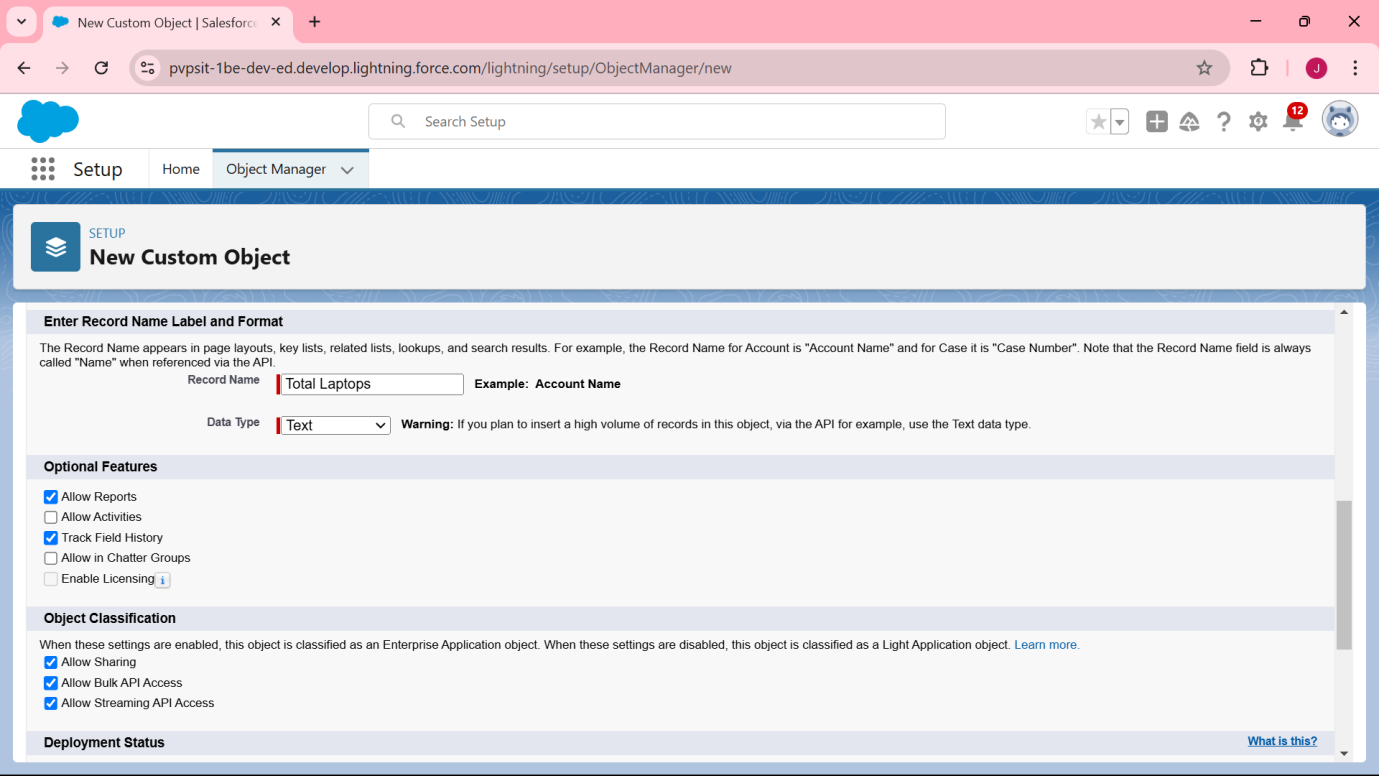 New Custom Object | Salesforce
pvpsit-1be-dev-ed.develop.lightning.force.com/lightning/setup/ObjectManager/new
J
Search Setup
12
Setup
Home
Object Manager
SETUP
New Custom Object
Enter Record Name Label and Format
The Record Name appears in page layouts, key lists, related lists, lookups, and search results. For example, the Record Name for Account is "Account Name" and for Case it is "Case Number". Note that the Record Name field is always
called "Name" when referenced via the API.
Record Name Total Laptops Example: Account Name
Data Type Text Warning: If you plan to insert a high volume of records in this object, via the API for example, use the Text data type.
Optional Features
Allow Reports
Allow Activities
Track Field History
Allow in Chatter Groups
Enable Licensing i
Object Classification
When these settings are enabled, this object is classified as an Enterprise Application object. When these settings are disabled, this object is classified as a Light Application object. Learn more.
Allow Sharing
Allow Bulk API Access
Allow Streaming API Access
Deployment Status What is this?